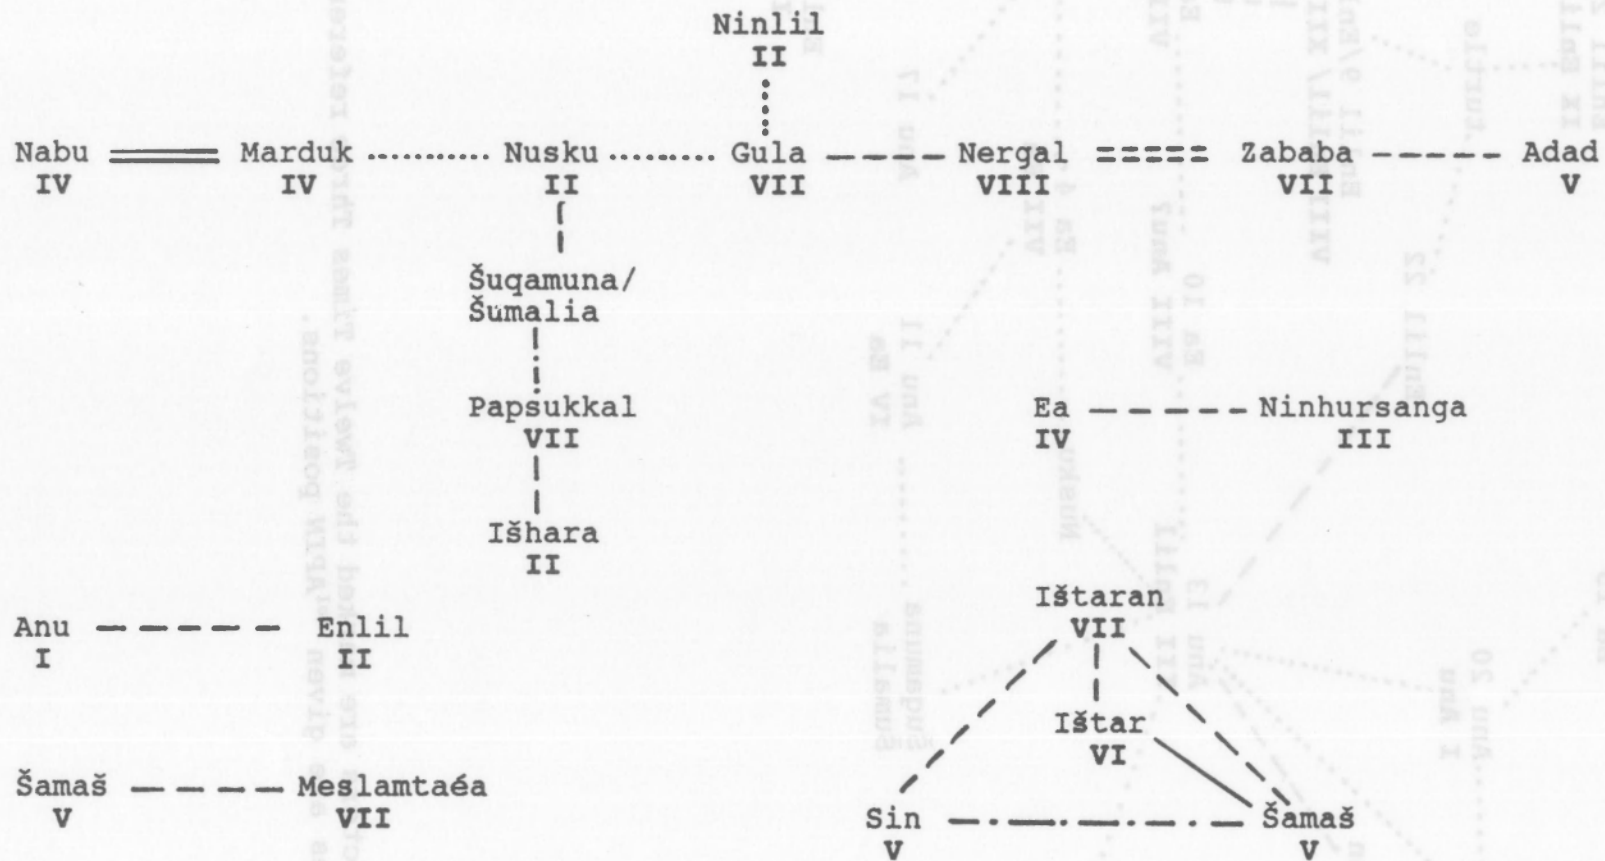 Ninlil
II
Nabu Marduk Nusku Gula Nergal Zababa Adad
IV IV II VII VIII VII V
Šuqamuna/
Šumalia
Papsukkal
VII
Ea Ninhursanga
IV III
Išhara
II
Ištaran
VII
Anu Enlil
I II
Ištar
VI
Šamaš Meslamtaéa
V VII
Sin Šamaš
V V